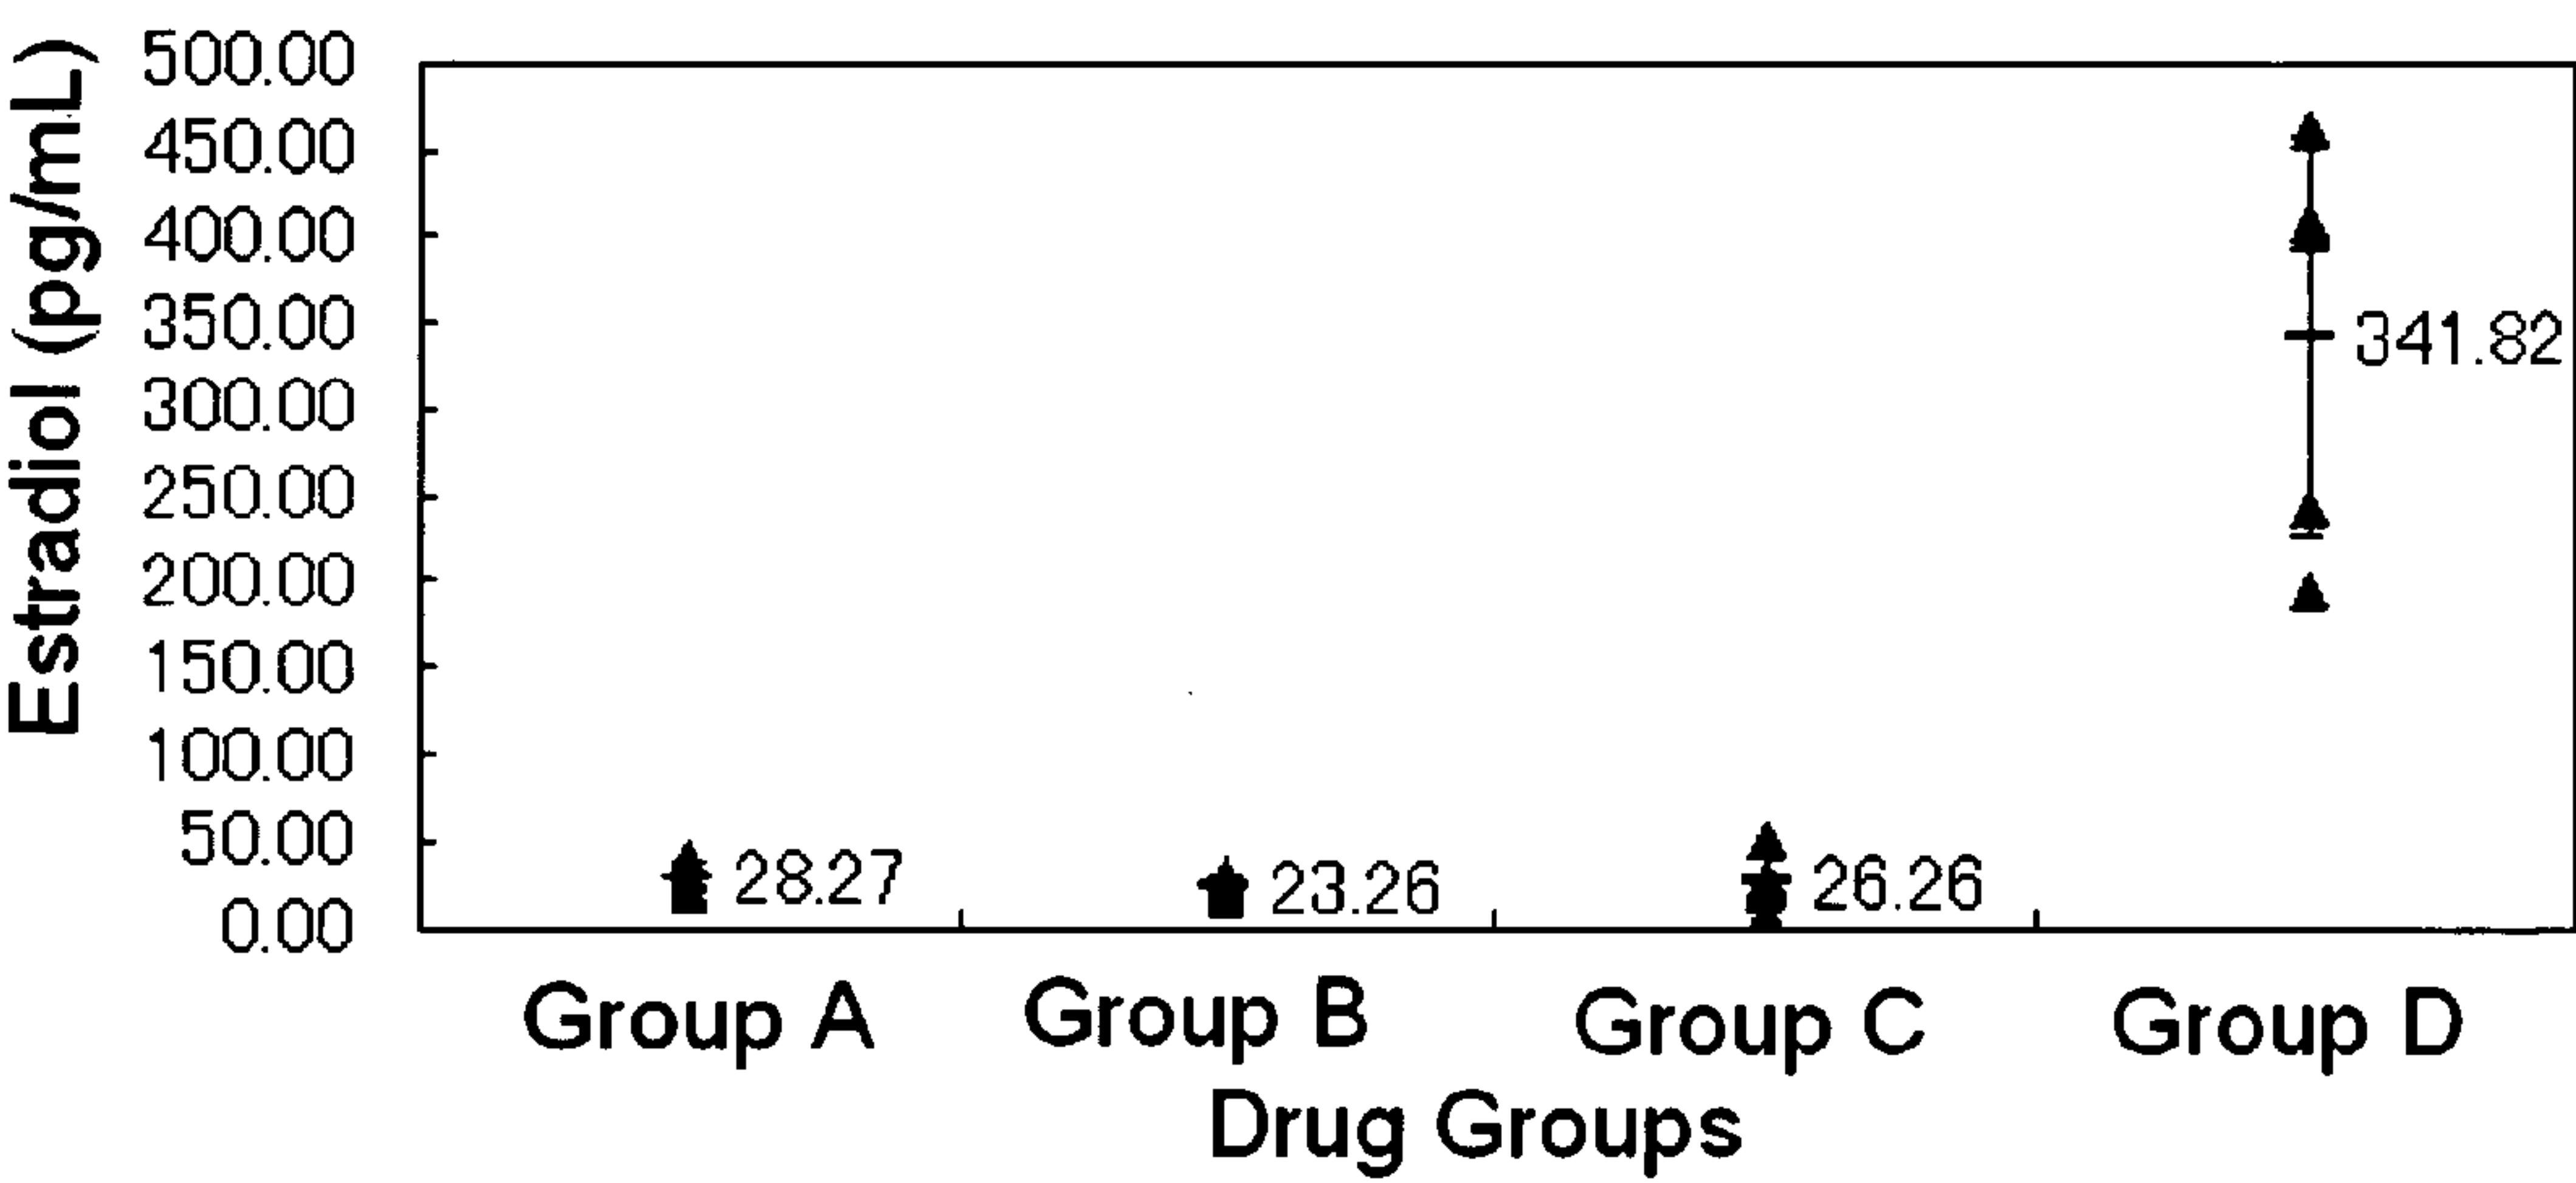 Estradiol (pg/mL)
500.00
450.00
400.00
350.00
300.00
250.00
200.00
150.00
100.00
50.00
0.00
341.82
28.27
23.26
26.26
Group A
Group B
Group C
Group D
Drug Groups